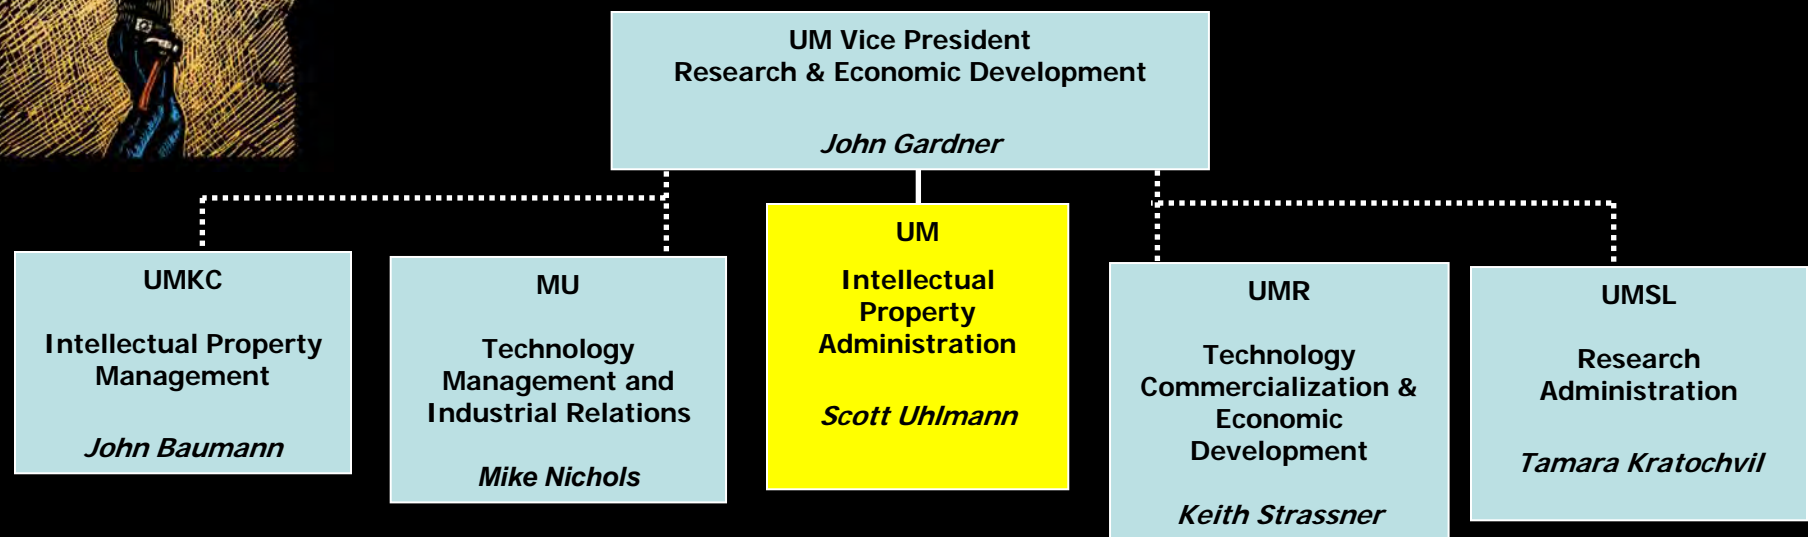 UM Vice President
Research & Economic Development
John Gardner
UMKC
Intellectual Property
Management
John Baumann
MU
Technology
Management and
Industrial Relations
Mike Nichols
UM
Intellectual
Property
Administration
Scott Uhlmann
UMR
Technology
Commercialization &
Economic
Development
Keith Strassner
UMSL
Research
Administration
Tamara Kratochvil